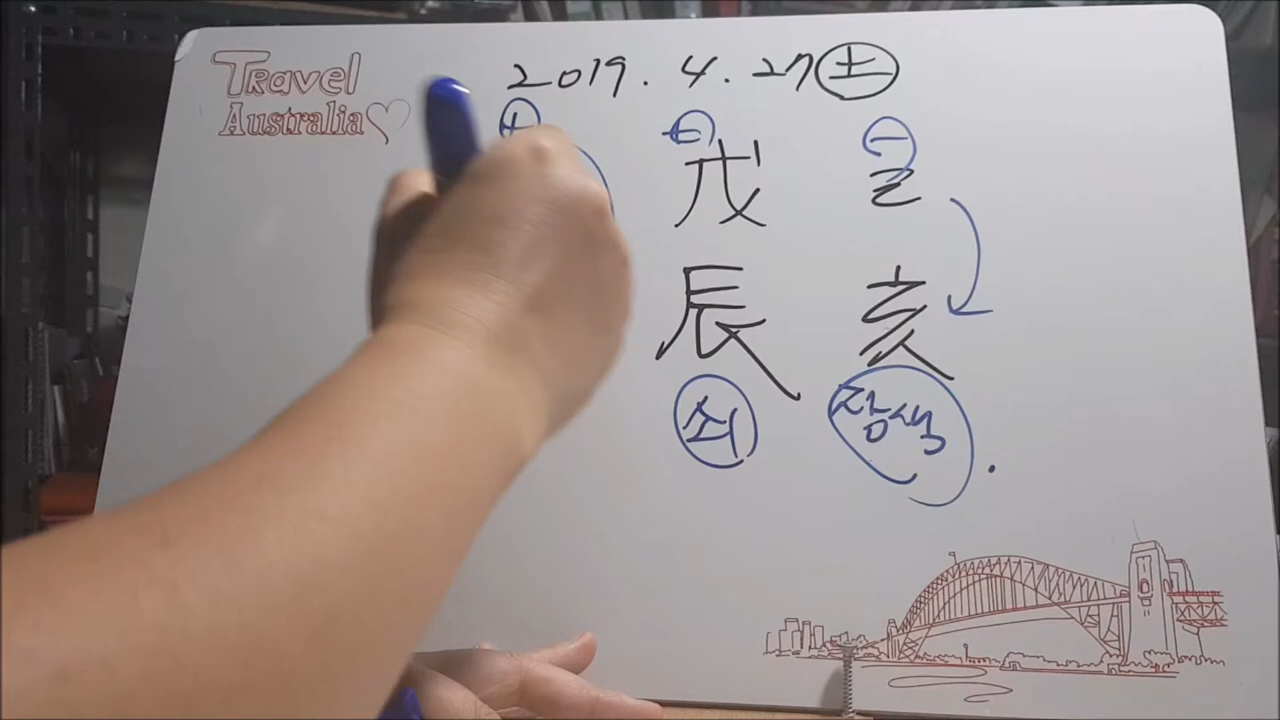 Travel
Australia
2019.4.27 土
+ - -
戊 己
辰 亥
쇠 장생